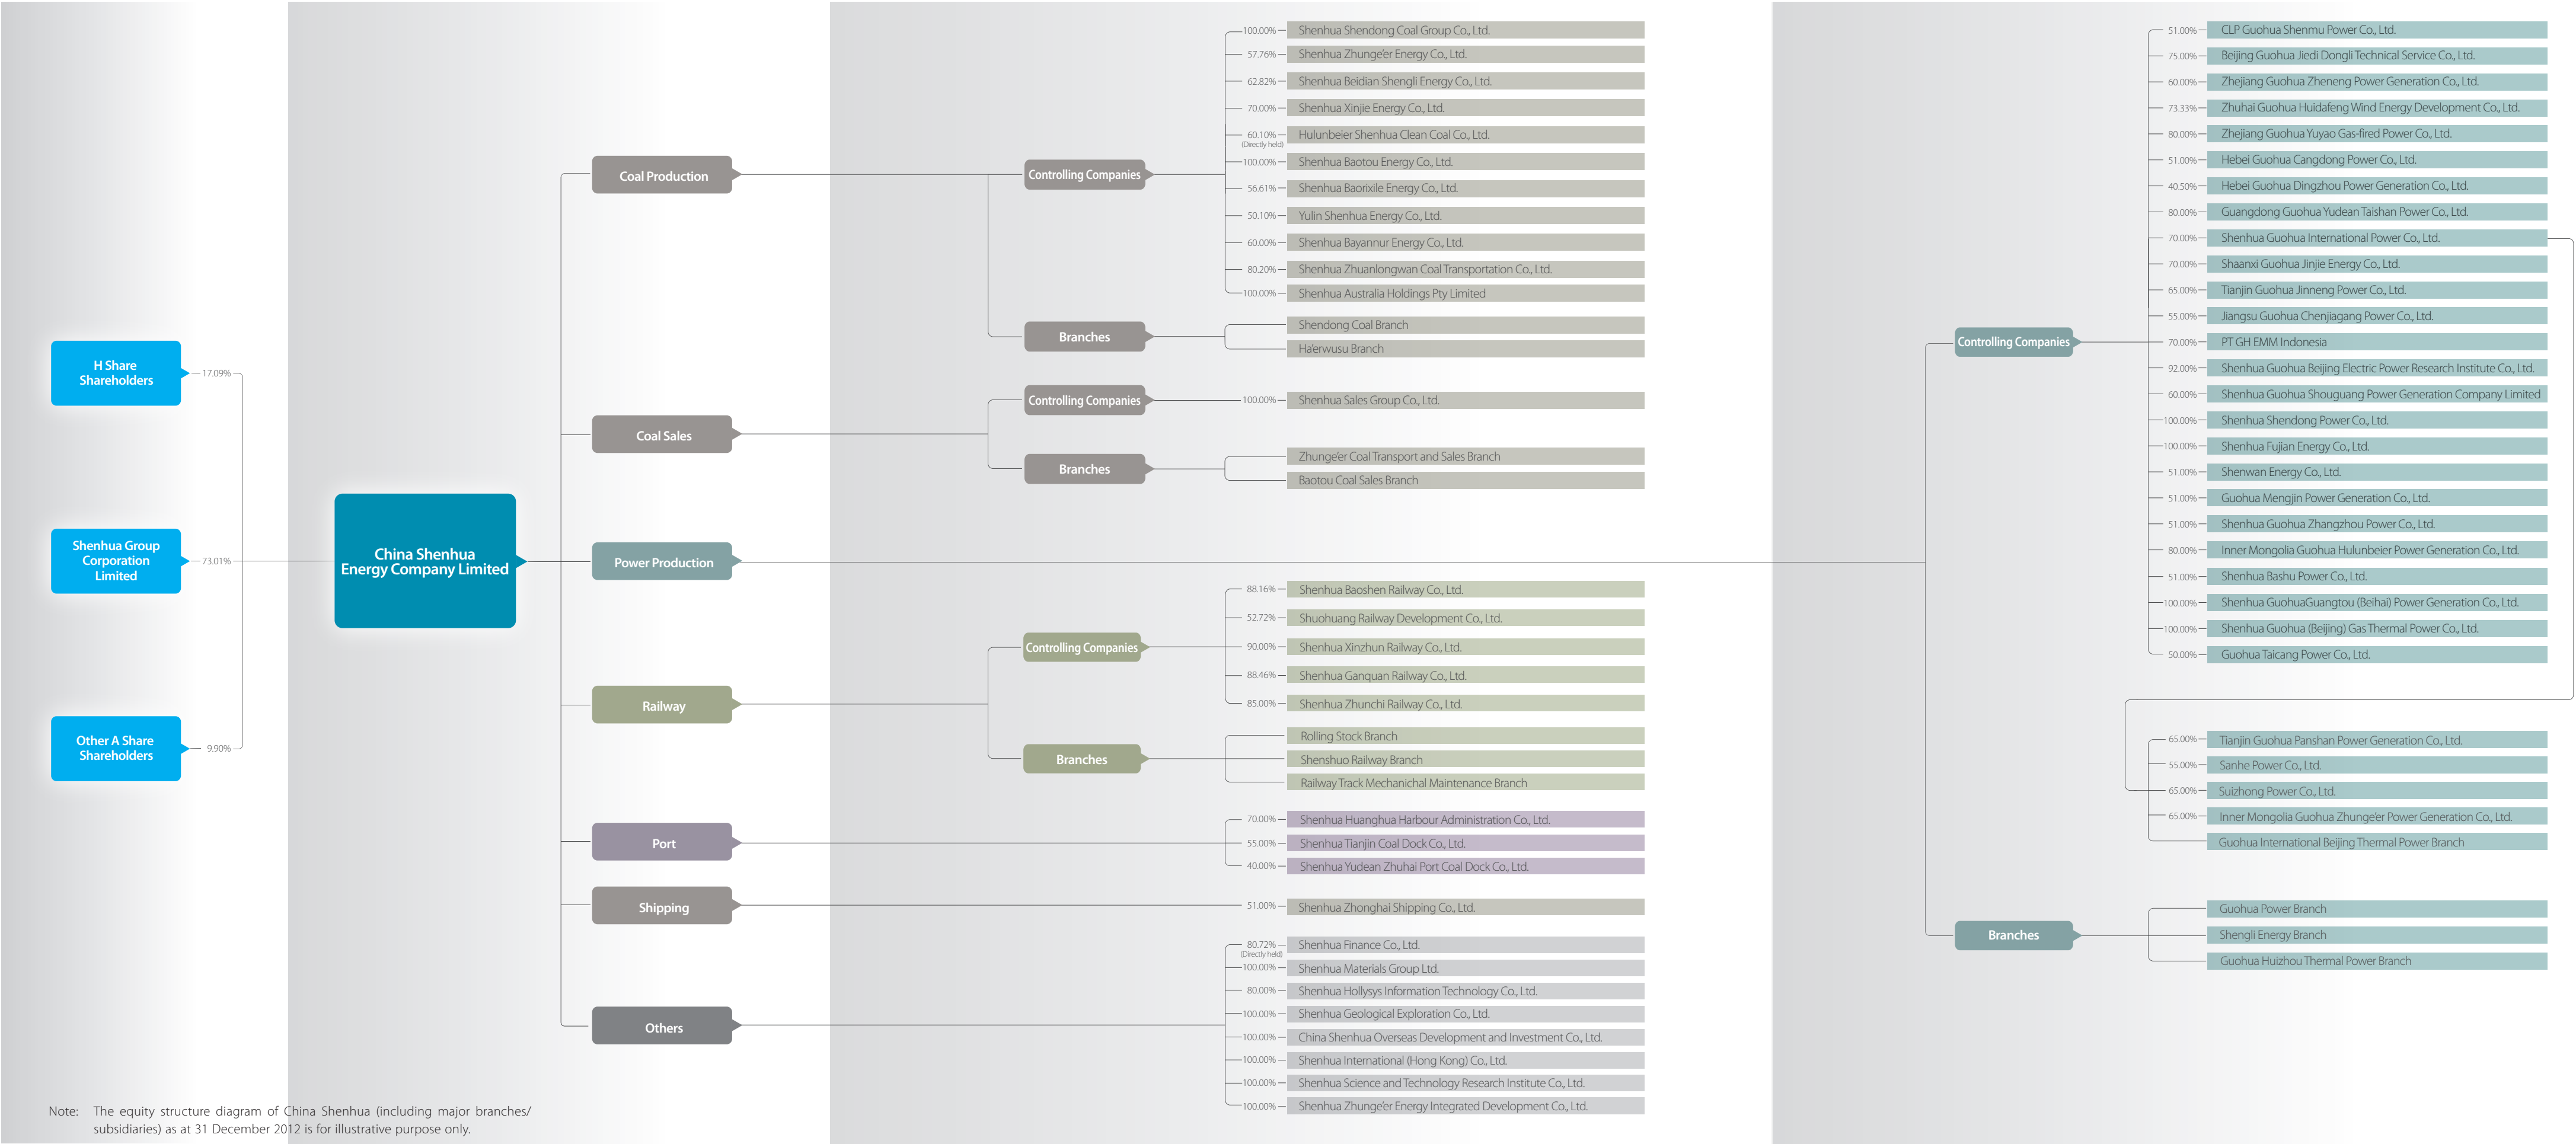 H Share
Shareholders
17.09%
Shenhua Group
Corporation
Limited
73.01%
Other A Share
Shareholders
9.90%
China Shenhua
Energy Company Limited
Coal Production
Controlling Companies
100.00% Shenhua Shendong Coal Group Co., Ltd.
57.76% Shenhua Zhunge'er Energy Co., Ltd.
62.82% Shenhua Beidian Shengli Energy Co., Ltd.
70.00% Shenhua Xinjie Energy Co., Ltd.
60.10% Hulunbeier Shenhua Clean Coal Co., Ltd.
(Directly held)
100.00% Shenhua Baotou Energy Co., Ltd.
56.61% Shenhua Baorixile Energy Co., Ltd.
50.10% Yulin Shenhua Energy Co., Ltd.
60.00% Shenhua Bayannur Energy Co., Ltd.
80.20% Shenhua Zhuanlongwan Coal Transportation Co., Ltd.
100.00% Shenhua Australia Holdings Pty Limited
Branches
Shendong Coal Branch
Ha'erwusu Branch
Coal Sales
Controlling Companies
100.00% Shenhua Sales Group Co., Ltd.
Branches
Zhunge'er Coal Transport and Sales Branch
Baotou Coal Sales Branch
Power Production
Railway
Controlling Companies
88.16% Shenhua Baoshen Railway Co., Ltd.
52.72% Shuohuang Railway Development Co., Ltd.
90.00% Shenhua Xinzhun Railway Co., Ltd.
88.46% Shenhua Ganquan Railway Co., Ltd.
85.00% Shenhua Zhunchi Railway Co., Ltd.
Branches
Rolling Stock Branch
Shenshuo Railway Branch
Railway Track Mechanichal Maintenance Branch
Port
70.00% Shenhua Huanghua Harbour Administration Co., Ltd.
55.00% Shenhua Tianjin Coal Dock Co., Ltd.
40.00% Shenhua Yudean Zhuhai Port Coal Dock Co., Ltd.
Shipping
51.00% Shenhua Zhonghai Shipping Co., Ltd.
Others
80.72% Shenhua Finance Co., Ltd.
(Directly held)
100.00% Shenhua Materials Group Ltd.
80.00% Shenhua Hollysys Information Technology Co., Ltd.
100.00% Shenhua Geological Exploration Co., Ltd.
100.00% China Shenhua Overseas Development and Investment Co., Ltd.
100.00% Shenhua International (Hong Kong) Co., Ltd.
100.00% Shenhua Science and Technology Research Institute Co., Ltd.
100.00% Shenhua Zhunge'er Energy Integrated Development Co., Ltd.
Controlling Companies
51.00% CLP Guohua Shenmu Power Co., Ltd.
75.00% Beijing Guohua Jiedi Dongli Technical Service Co., Ltd.
60.00% Zhejiang Guohua Zheneng Power Generation Co., Ltd.
73.33% Zhuhai Guohua Huidafeng Wind Energy Development Co., Ltd.
80.00% Zhejiang Guohua Yuyao Gas-fired Power Co., Ltd.
51.00% Hebei Guohua Cangdong Power Co., Ltd.
40.50% Hebei Guohua Dingzhou Power Generation Co., Ltd.
80.00% Guangdong Guohua Yudean Taishan Power Co., Ltd.
70.00% Shenhua Guohua International Power Co., Ltd.
70.00% Shaanxi Guohua Jinjie Energy Co., Ltd.
65.00% Tianjin Guohua Jinneng Power Co., Ltd.
55.00% Jiangsu Guohua Chenjiagang Power Co., Ltd.
70.00% PT GH EMM Indonesia
92.00% Shenhua Guohua Beijing Electric Power Research Institute Co., Ltd.
60.00% Shenhua Guohua Shouguang Power Generation Company Limited
100.00% Shenhua Shendong Power Co., Ltd.
100.00% Shenhua Fujian Energy Co., Ltd.
51.00% Shenwan Energy Co., Ltd.
51.00% Guohua Mengjin Power Generation Co., Ltd.
51.00% Shenhua Guohua Zhangzhou Power Co., Ltd.
80.00% Inner Mongolia Guohua Hulunbeier Power Generation Co., Ltd.
51.00% Shenhua Bashu Power Co., Ltd.
100.00% Shenhua GuohuaGuangtou (Beihai) Power Generation Co., Ltd.
100.00% Shenhua Guohua (Beijing) Gas Thermal Power Co., Ltd.
50.00% Guohua Taicang Power Co., Ltd.
65.00% Tianjin Guohua Panshan Power Generation Co., Ltd.
55.00% Sanhe Power Co., Ltd.
65.00% Suizhong Power Co., Ltd.
65.00% Inner Mongolia Guohua Zhunge'er Power Generation Co., Ltd.
Guohua International Beijing Thermal Power Branch
Branches
Guohua Power Branch
Shengli Energy Branch
Guohua Huizhou Thermal Power Branch
Note: The equity structure diagram of China Shenhua (including major branches/
subsidiaries) as at 31 December 2012 is for illustrative purpose only.